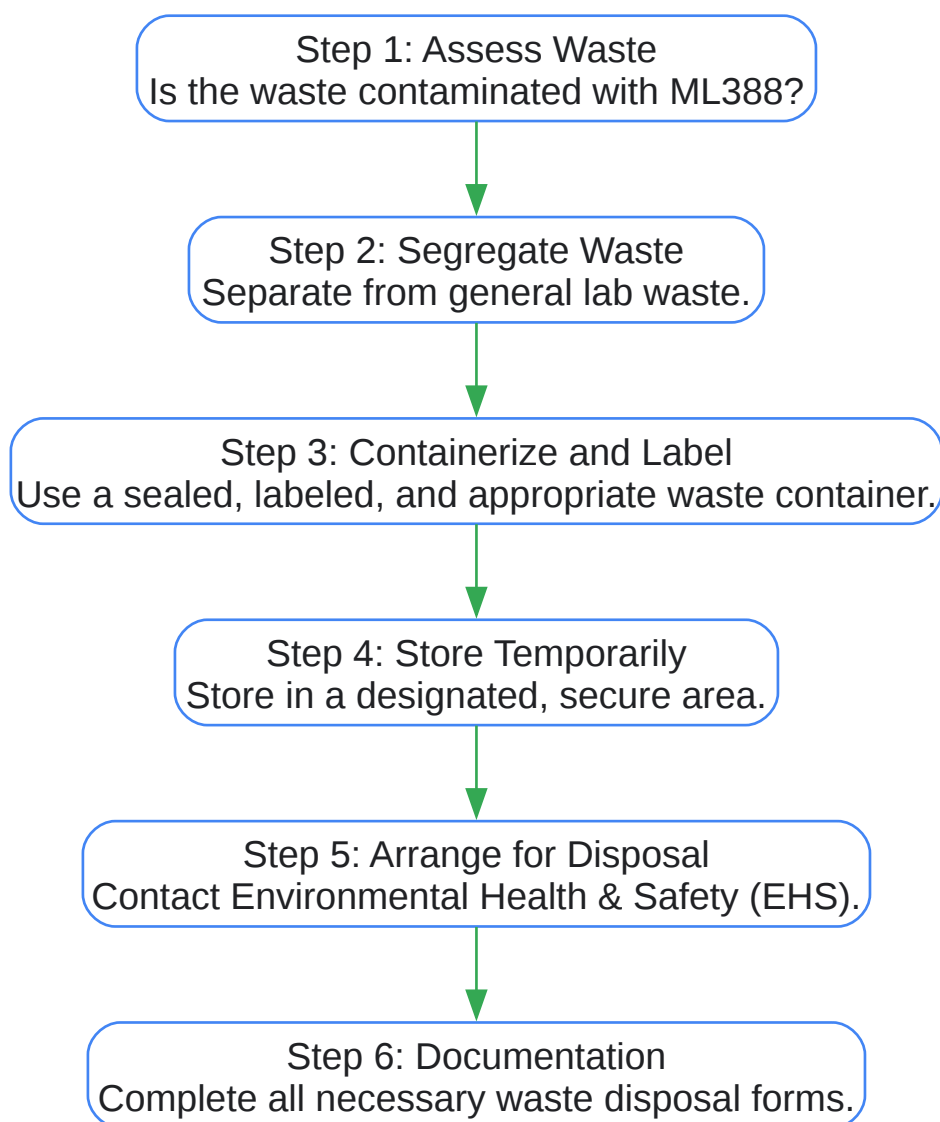 Step 1: Assess Waste
Is the waste contaminated with ML388?
Step 2: Segregate Waste
Separate from general lab waste.
Step 3: Containerize and Label
Use a sealed, labeled, and appropriate waste container.
Step 4: Store Temporarily
Store in a designated, secure area.
Step 5: Arrange for Disposal
Contact Environmental Health & Safety (EHS).
Step 6: Documentation
Complete all necessary waste disposal forms.